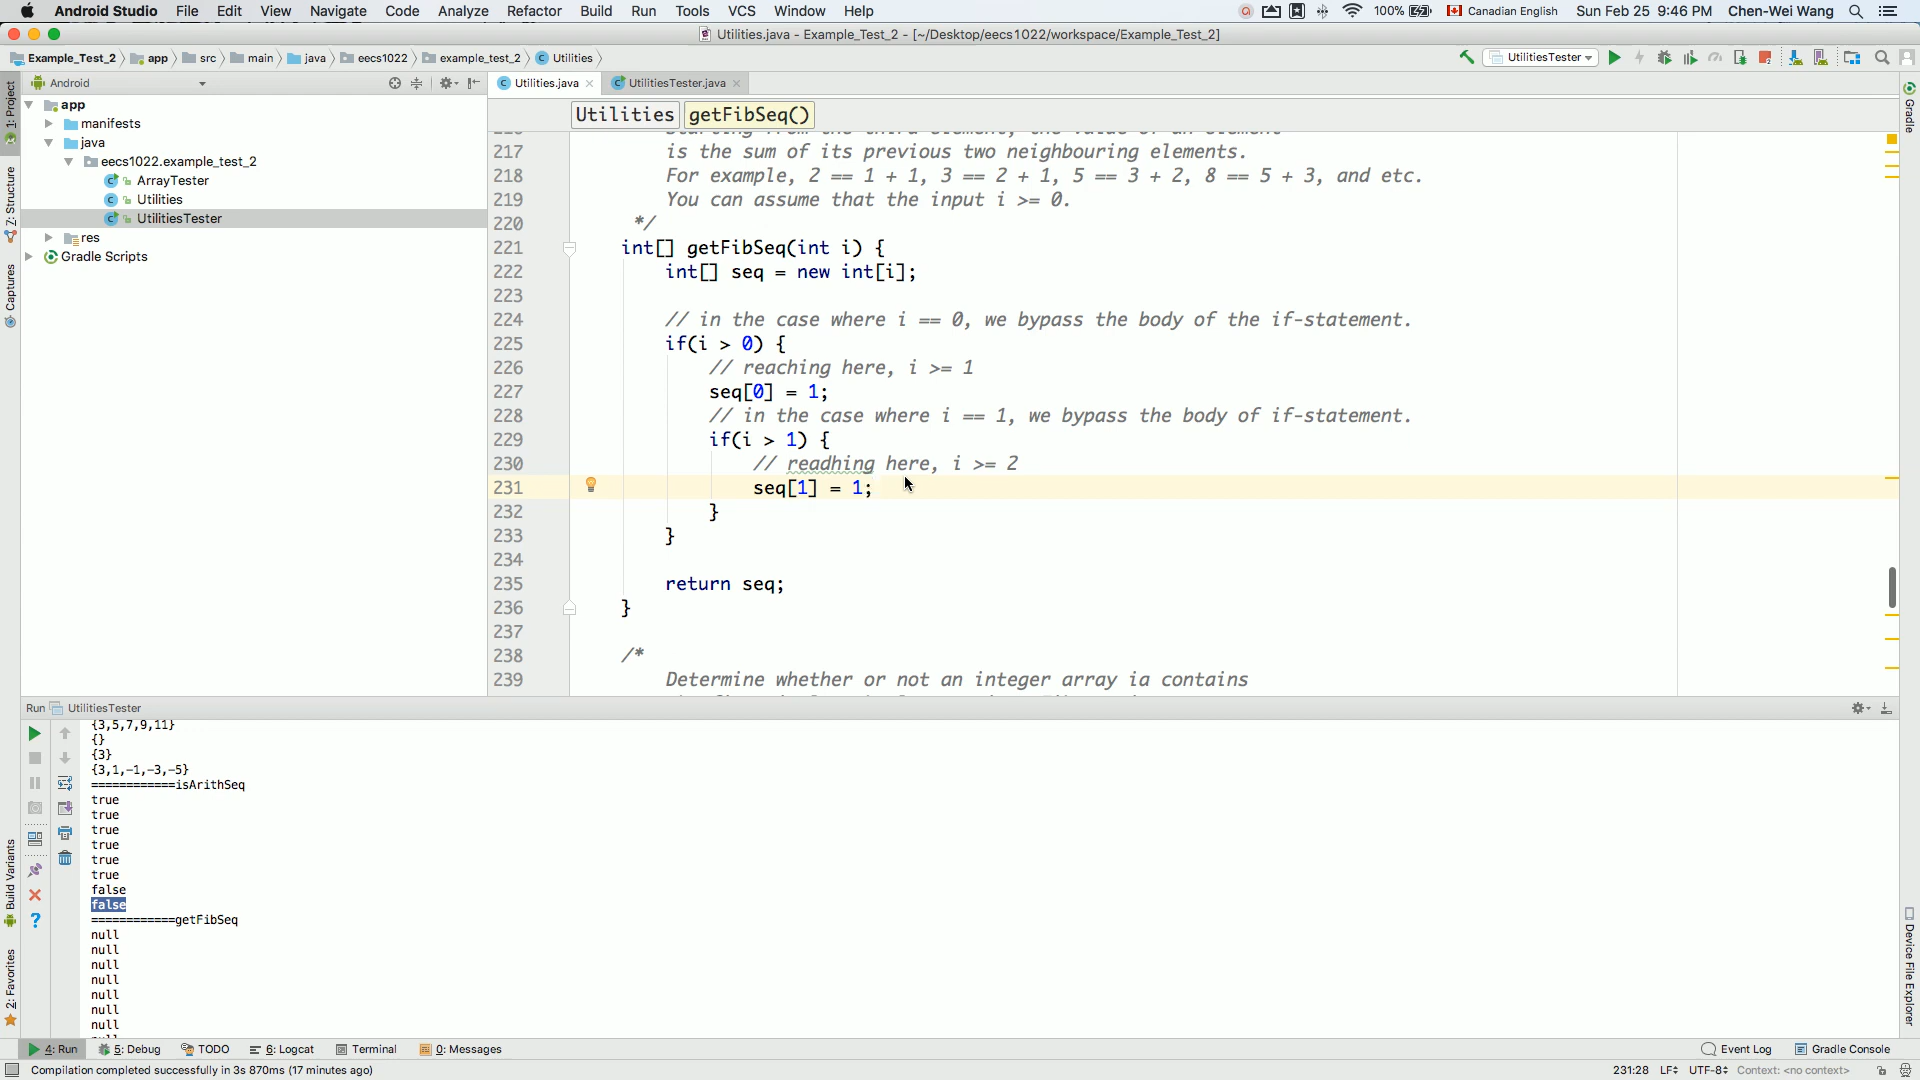 Android Studio File Edit View Navigate Code Analyze Refactor Build Run Tools VCS Window Help 100% Canadian English Sun Feb 25 9:46 PM Chen-Wei Wang
Utilities.java - Example_Test_2 - [~/Desktop/eecs1022/workspace/Example_Test_2]
Example_Test_2 app src main java eecs1022 example_test_2 Utilities UtilitiesTester
Android Utilities.java UtilitiesTester.java
1: Project
Z: Structure
Captures
Build Variants
2: Favorites
Gradle
Device File Explorer
app
manifests
java
eecs1022.example_test_2
ArrayTester
Utilities
UtilitiesTester
res
Gradle Scripts
Utilities getFibSeq()
217 is the sum of its previous two neighbouring elements.
218 For example, 2 == 1 + 1, 3 == 2 + 1, 5 == 3 + 2, 8 == 5 + 3, and etc.
219 You can assume that the input i >= 0.
220 */
221 int[] getFibSeq(int i) {
222 int[] seq = new int[i];
223
224 // in the case where i == 0, we bypass the body of the if-statement.
225 if(i > 0) {
226 // reaching here, i >= 1
227 seq[0] = 1;
228 // in the case where i == 1, we bypass the body of if-statement.
229 if(i > 1) {
230 // readhing here, i >= 2
231 seq[1] = 1;
232 }
233 }
234
235 return seq;
236 }
237
238 /*
239 Determine whether or not an integer array ia contains
Run UtilitiesTester
{3,5,7,9,11}
{}
{3}
{3,1,-1,-3,-5}
============isArithSeq
true
true
true
true
true
true
false
false
============getFibSeq
null
null
null
null
null
null
null
4: Run 5: Debug TODO 6: Logcat Terminal 0: Messages Event Log Gradle Console
Compilation completed successfully in 3s 870ms (17 minutes ago) 231:28 LF UTF-8 Context: <no context>